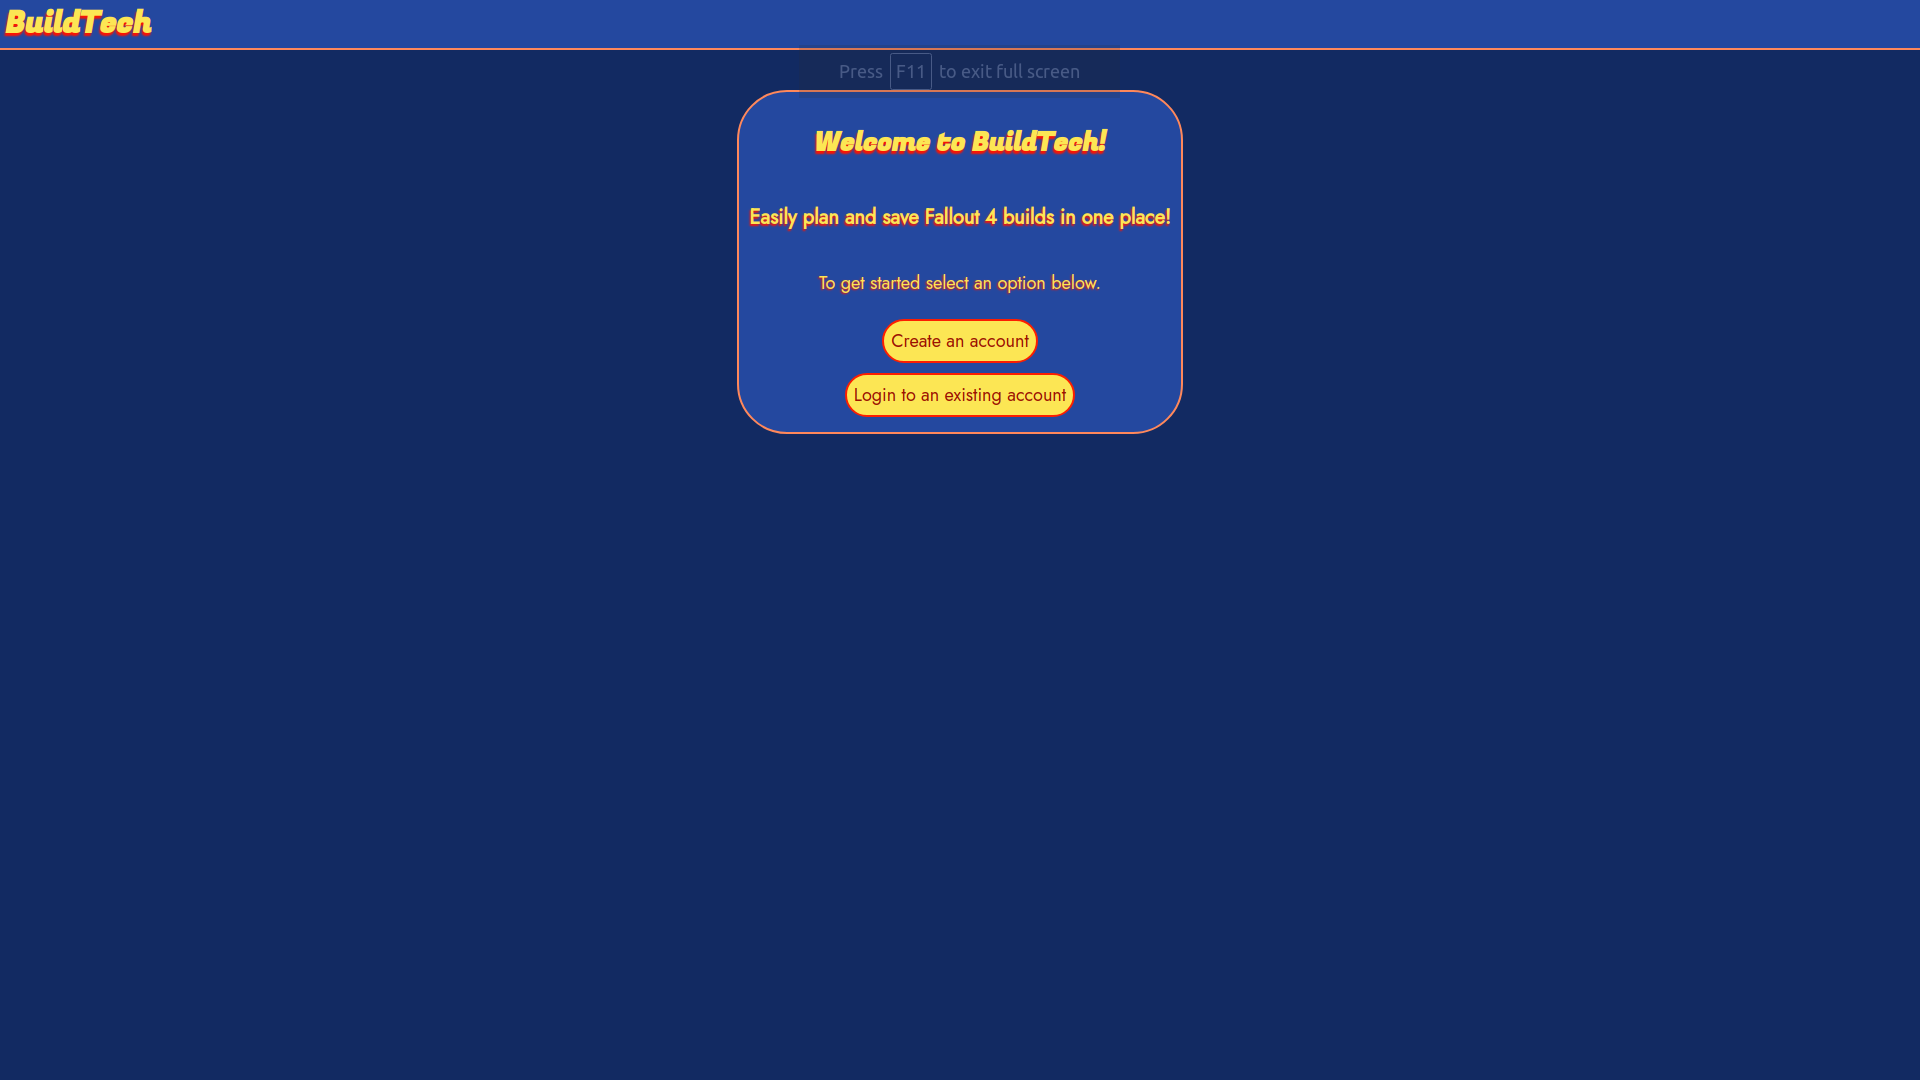 BuildTech
Press F11 to exit full screen
Welcome to BuildTech!
Easily plan and save Fallout 4 builds in one place!
To get started select an option below.
Create an account
Login to an existing account